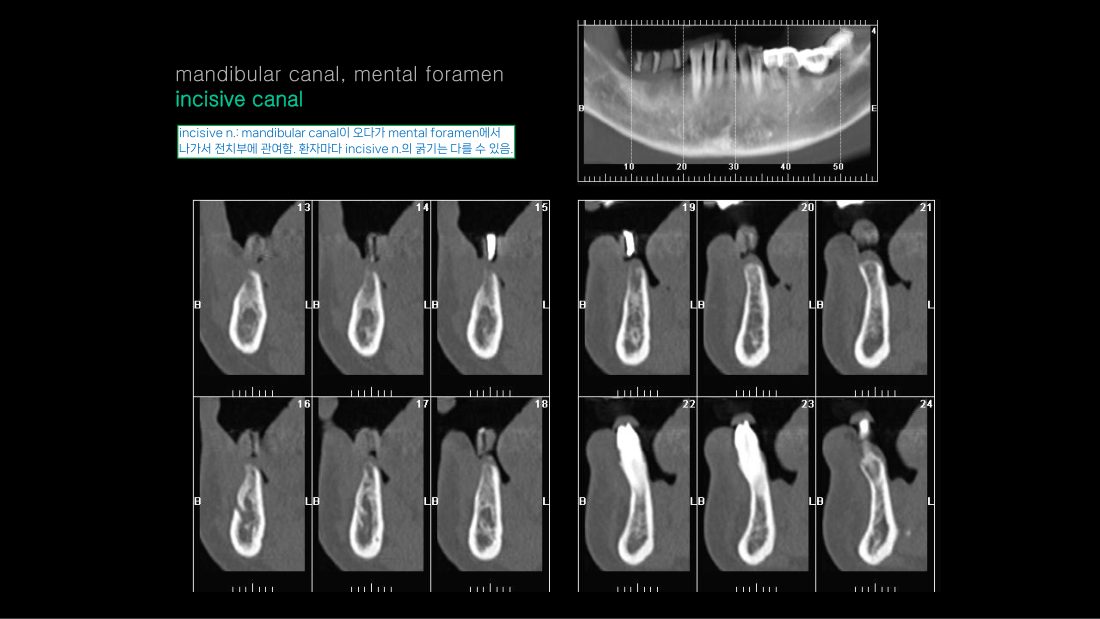 mandibular canal, mental foramen
incisive canal
incisive n.: mandibular canal이 오다가 mental foramen에서
나가서 전치부에 관여함. 환자마다 incisive n.의 굵기는 다를 수 있음.
4
B E
10 20 30 40 50
13 14 15
B L B L B L
16 17 18
B L B L B L
19 20 21
B L B L B L
22 23 24
B L B L B L